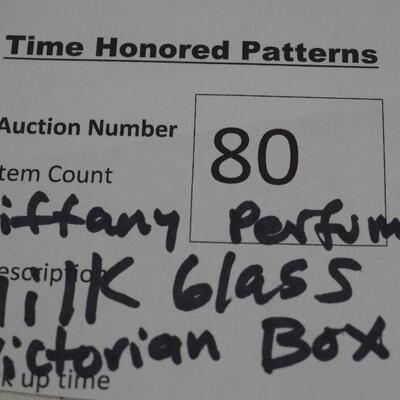 Time Honored Patterns
Auction Number 80
tem Count
iffany Perfum
escription
ilk Glass
ictorian Box
k up time